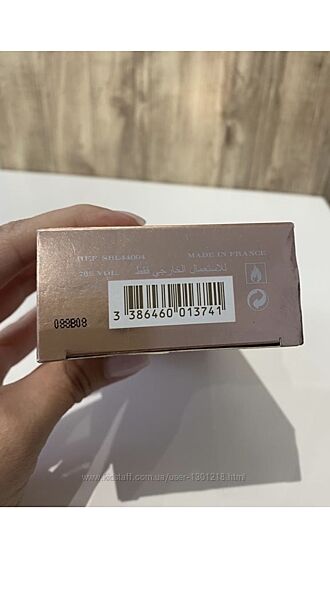 REF SHL44004
MADE IN FRANCE
70% VOL.
للاستعمال الخارجي فقط
3 386460 013741
088B08
www.kidstaff.com.ua/user-1301218.html